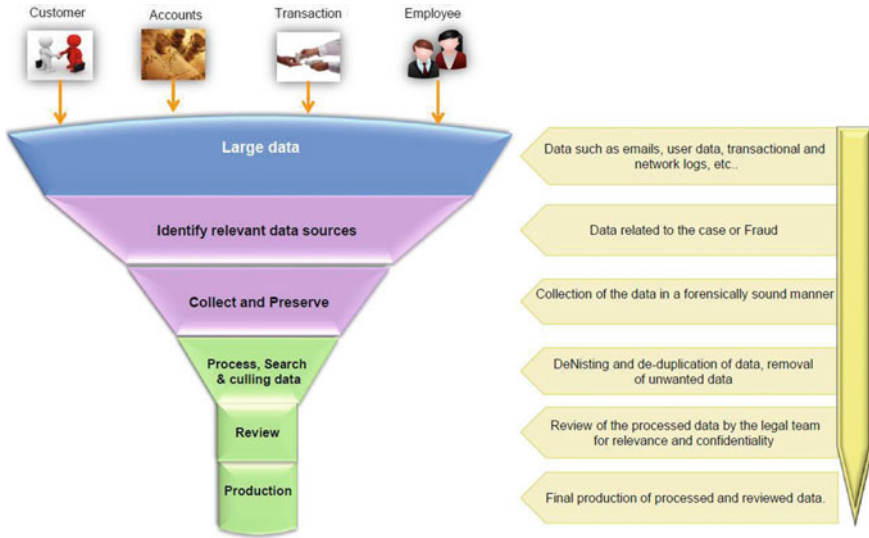 Customer
Accounts
Transaction
Employee
Large data
Data such as emails, user data, transactional and
network logs, etc..
Identify relevant data sources
Data related to the case or Fraud
Collect and Preserve
Collection of the data in a forensically sound manner
Process, Search
& culling data
DeNisting and de-duplication of data, removal
of unwanted data
Review
Review of the processed data by the legal team
for relevance and confidentiality
Production
Final production of processed and reviewed data.